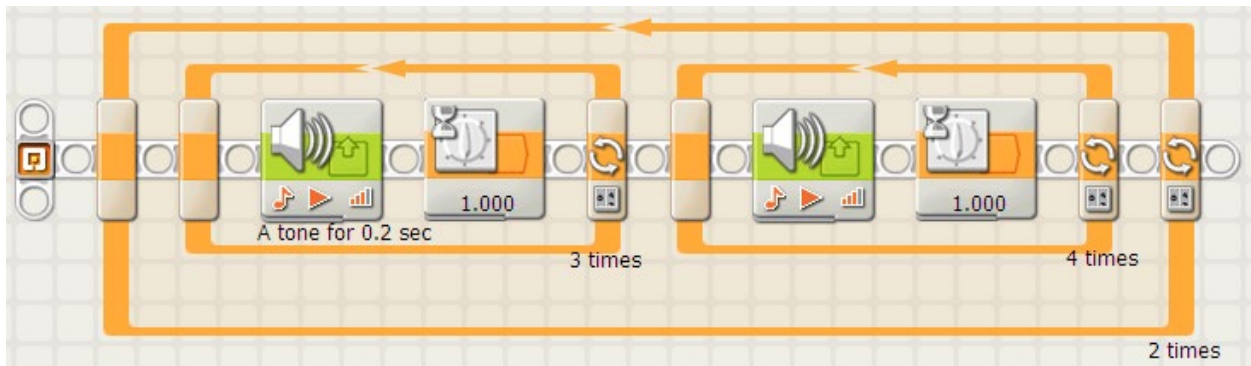 1.000
1.000
A tone for 0.2 sec
3 times
4 times
2 times